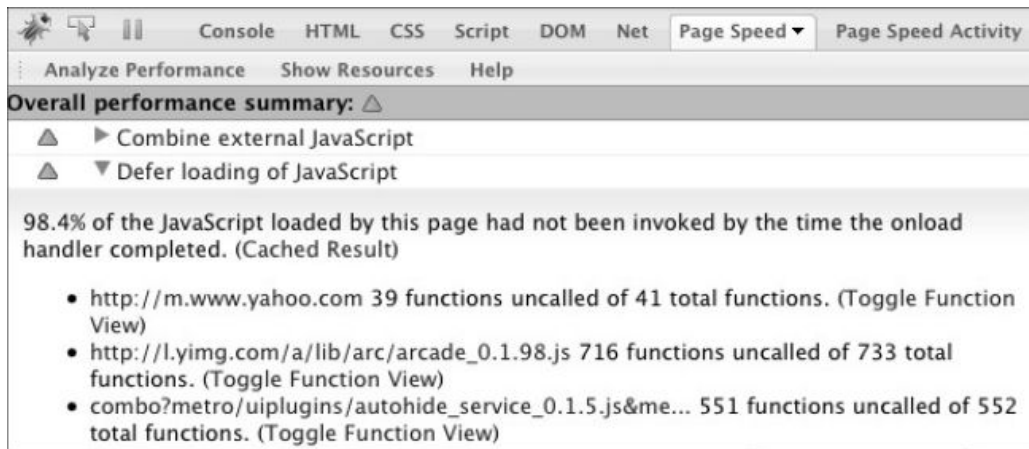 Console HTML CSS Script DOM Net Page Speed Page Speed Activity
Analyze Performance Show Resources Help
Overall performance summary:
Combine external JavaScript
Defer loading of JavaScript
98.4% of the JavaScript loaded by this page had not been invoked by the time the onload
handler completed. (Cached Result)
• http://m.www.yahoo.com 39 functions uncalled of 41 total functions. (Toggle Function
View)
• http://l.yimg.com/a/lib/arc/arcade_0.1.98.js 716 functions uncalled of 733 total
functions. (Toggle Function View)
• combo?metro/uiplugins/autohide_service_0.1.5.js&me... 551 functions uncalled of 552
total functions. (Toggle Function View)